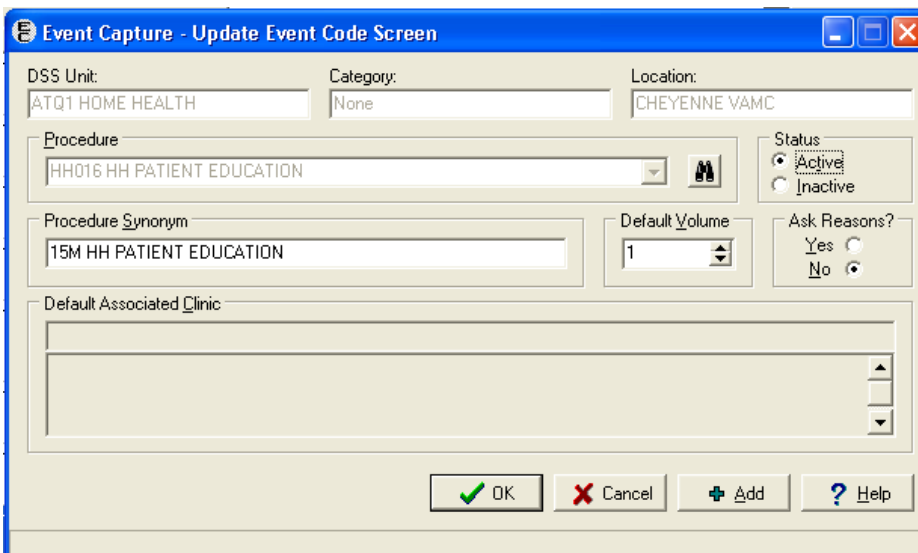 Event Capture - Update Event Code Screen
DSS Unit:
Category:
Location:
ATQ1 HOME HEALTH
None
CHEYENNE VAMC
Procedure
HH016 HH PATIENT EDUCATION
Status
Active
Inactive
Procedure Synonym
15M HH PATIENT EDUCATION
Default Volume
1
Ask Reasons?
Yes
No
Default Associated Clinic
OK
Cancel
Add
Help